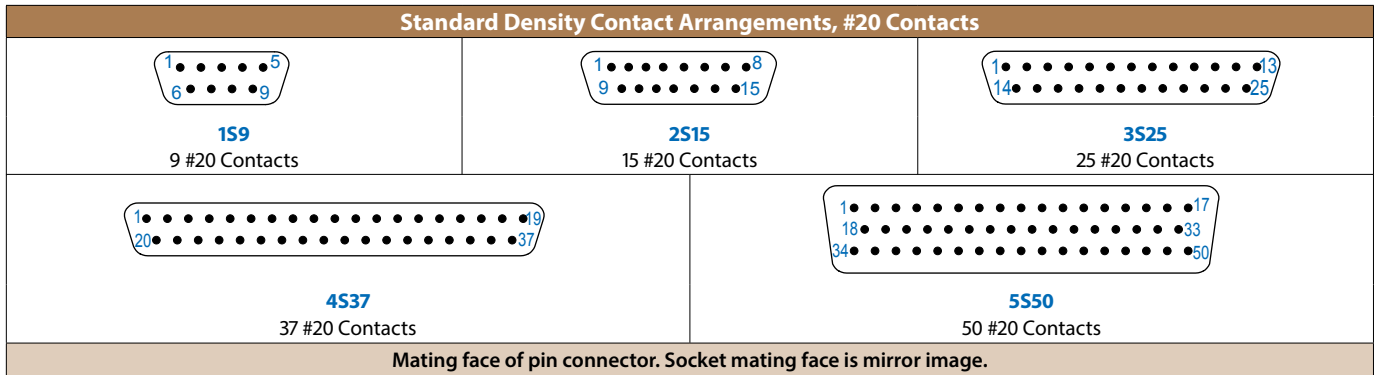 Standard Density Contact Arrangements, #20 Contacts
1 5
6 9
1S9
9 #20 Contacts
1 8
9 15
2S15
15 #20 Contacts
1 13
14 25
3S25
25 #20 Contacts
1 19
20 37
4S37
37 #20 Contacts
1 17
18 33
34 50
5S50
50 #20 Contacts
Mating face of pin connector. Socket mating face is mirror image.